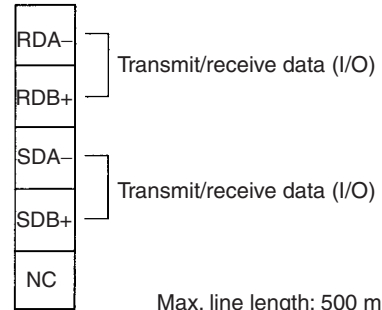 RDA–
Transmit/receive data (I/O)
RDB+
SDA–
Transmit/receive data (I/O)
SDB+
NC
Max. line length: 500 m